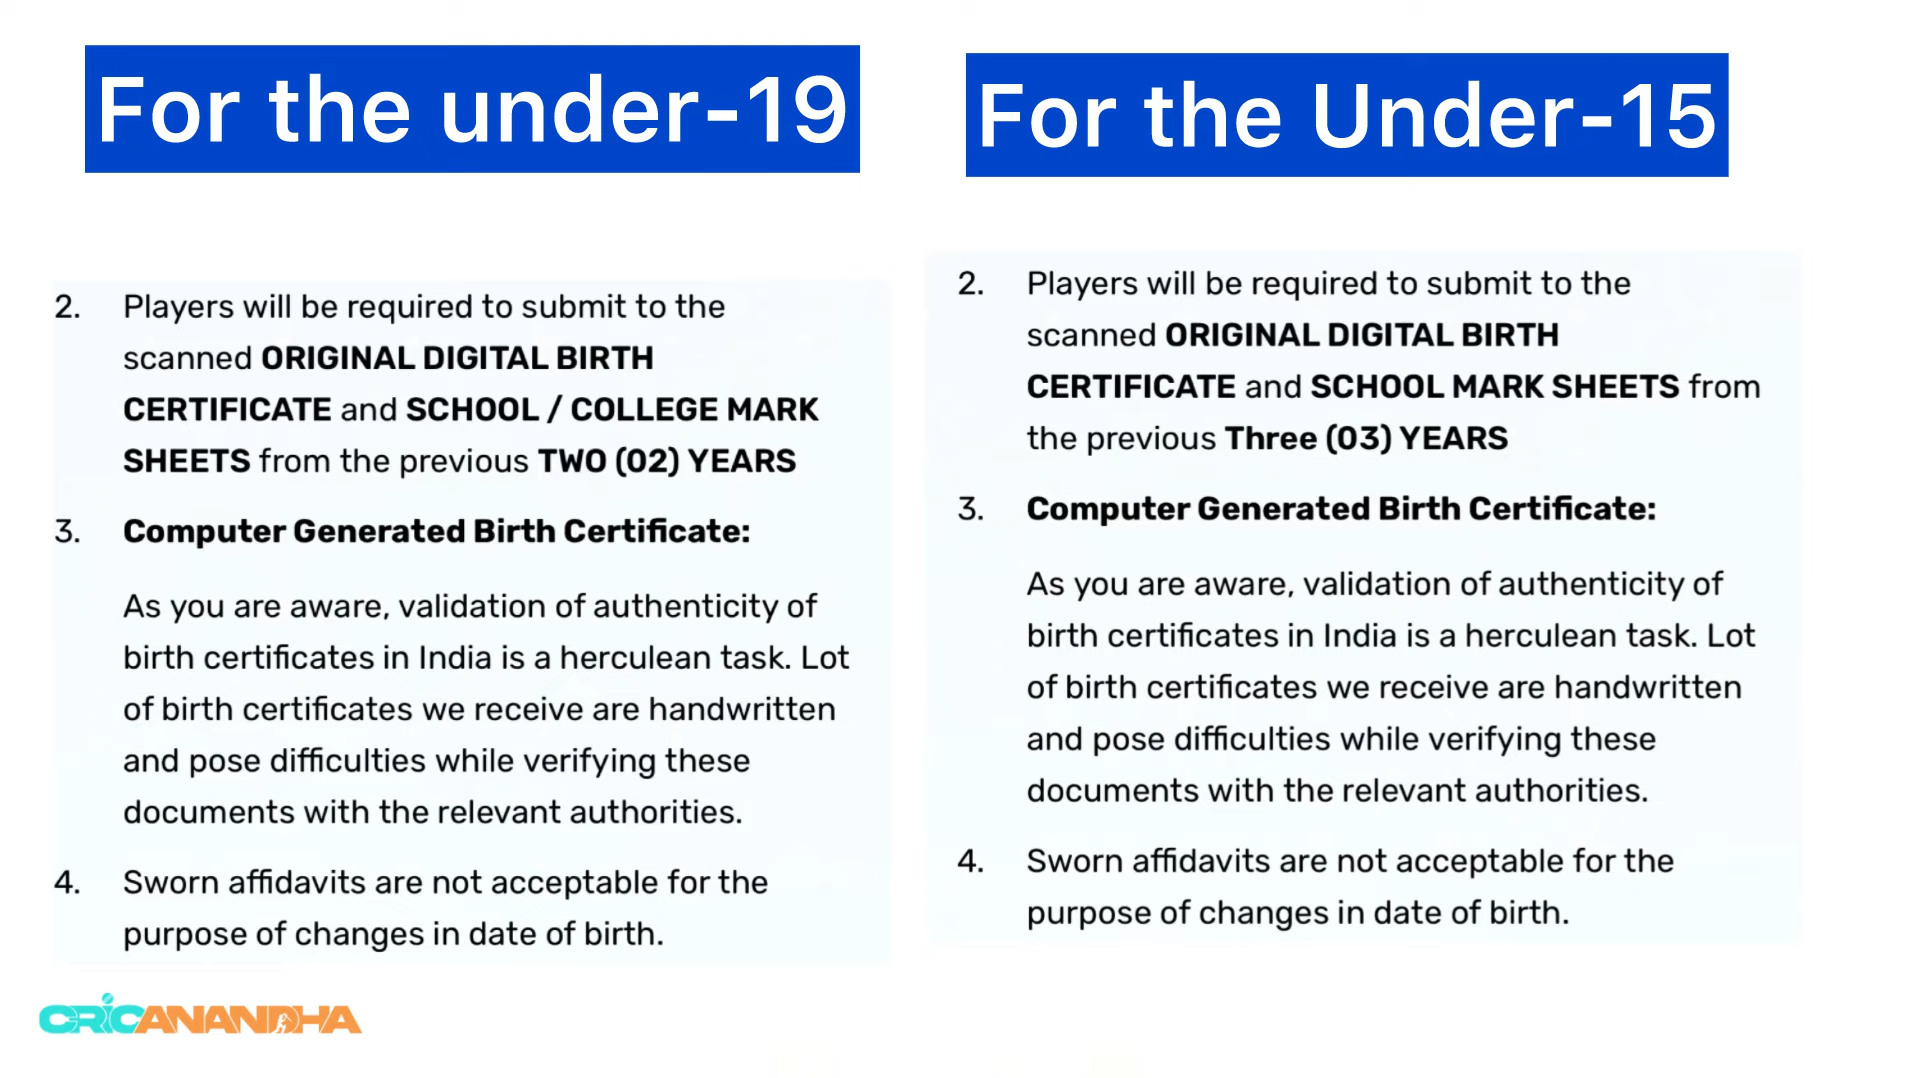 For the under-19
2. Players will be required to submit to the
scanned ORIGINAL DIGITAL BIRTH
CERTIFICATE and SCHOOL / COLLEGE MARK
SHEETS from the previous TWO (02) YEARS
3. Computer Generated Birth Certificate:
As you are aware, validation of authenticity of
birth certificates in India is a herculean task. Lot
of birth certificates we receive are handwritten
and pose difficulties while verifying these
documents with the relevant authorities.
4. Sworn affidavits are not acceptable for the
purpose of changes in date of birth.
For the Under-15
2. Players will be required to submit to the
scanned ORIGINAL DIGITAL BIRTH
CERTIFICATE and SCHOOL MARK SHEETS from
the previous Three (03) YEARS
3. Computer Generated Birth Certificate:
As you are aware, validation of authenticity of
birth certificates in India is a herculean task. Lot
of birth certificates we receive are handwritten
and pose difficulties while verifying these
documents with the relevant authorities.
4. Sworn affidavits are not acceptable for the
purpose of changes in date of birth.
CRICANANDHA